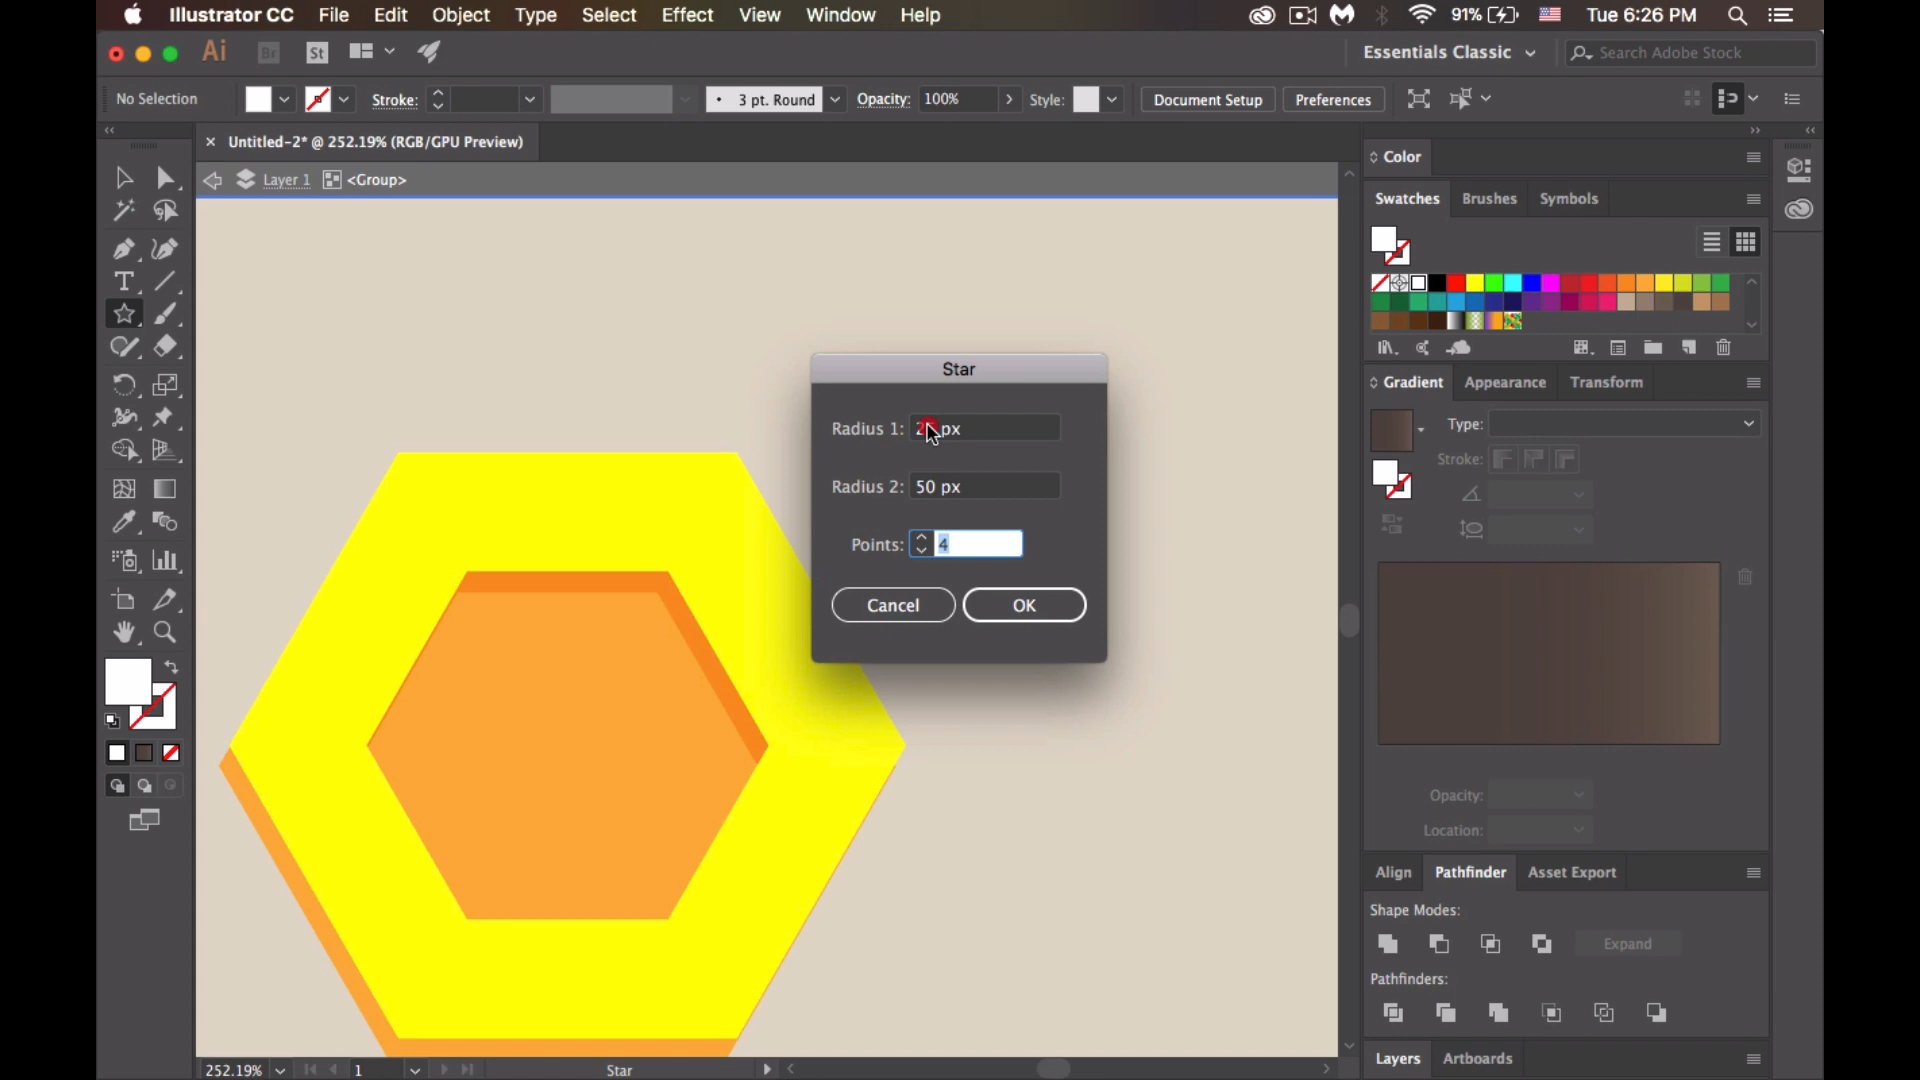 Illustrator CC File Edit Object Type Select Effect View Window Help 91% Tue 6:26 PM
Ai Br St Essentials Classic Search Adobe Stock
No Selection Stroke: 3 pt. Round Opacity: 100% Style: Document Setup Preferences
Untitled-2* @ 252.19% (RGB/GPU Preview)
Layer 1 <Group>
Color
Swatches Brushes Symbols
Gradient Appearance Transform
Type:
Stroke:
Opacity:
Location:
Star
Radius 1: px
Radius 2: 50 px
Points: 4
Cancel OK
Align Pathfinder Asset Export
Shape Modes:
Expand
Pathfinders:
Layers Artboards
252.19% 1 Star